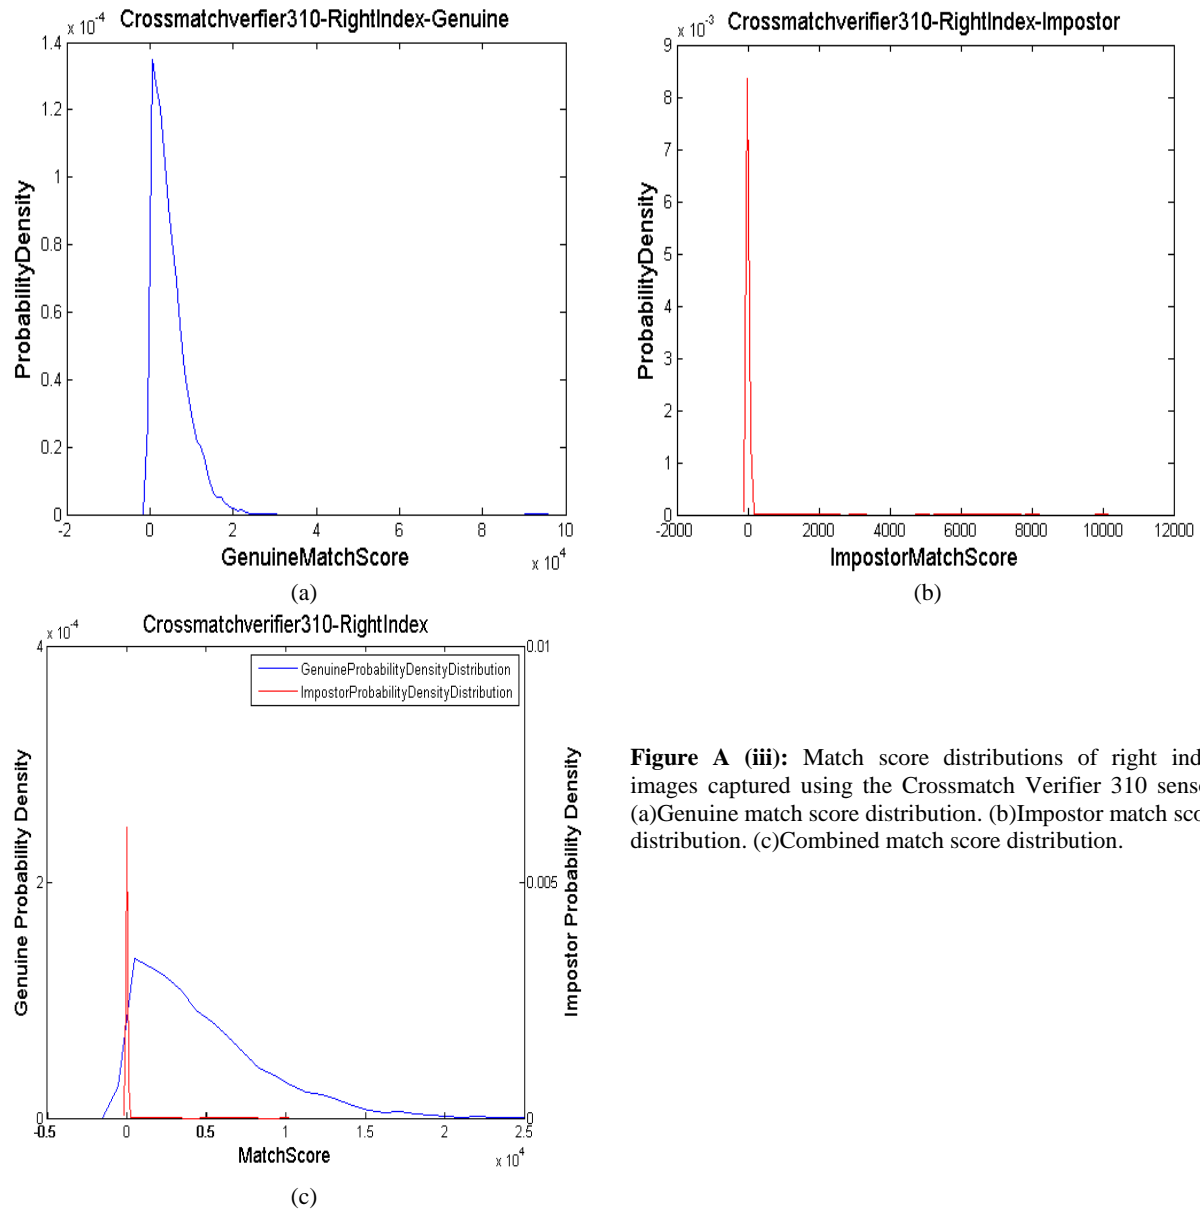 Crossmatchverfier310-RightIndex-Genuine
x 10-4
1.4
1.2
1
0.8
0.6
0.4
0.2
0
ProbabilityDensity
-2 0 2 4 6 8 10
GenuineMatchScore
x 10^4
(a)
Crossmatchverifier310-RightIndex-Impostor
x 10-3
9
8
7
6
5
4
3
2
1
0
ProbabilityDensity
-2000 0 2000 4000 6000 8000 10000 12000
ImpostorMatchScore
(b)
Crossmatchverifier310-RightIndex
x 10-4
4
2
0
Genuine Probability Density
GenuineProbabilityDensityDistribution
ImpostorProbabilityDensityDistribution
0.01
0.005
0
Impostor Probability Density
-0.5 0 0.5 1 1.5 2 2.5
MatchScore
x 10^4
(c)
Figure A (iii): Match score distributions of right ind
images captured using the Crossmatch Verifier 310 sens
(a)Genuine match score distribution. (b)Impostor match sco
distribution. (c)Combined match score distribution.